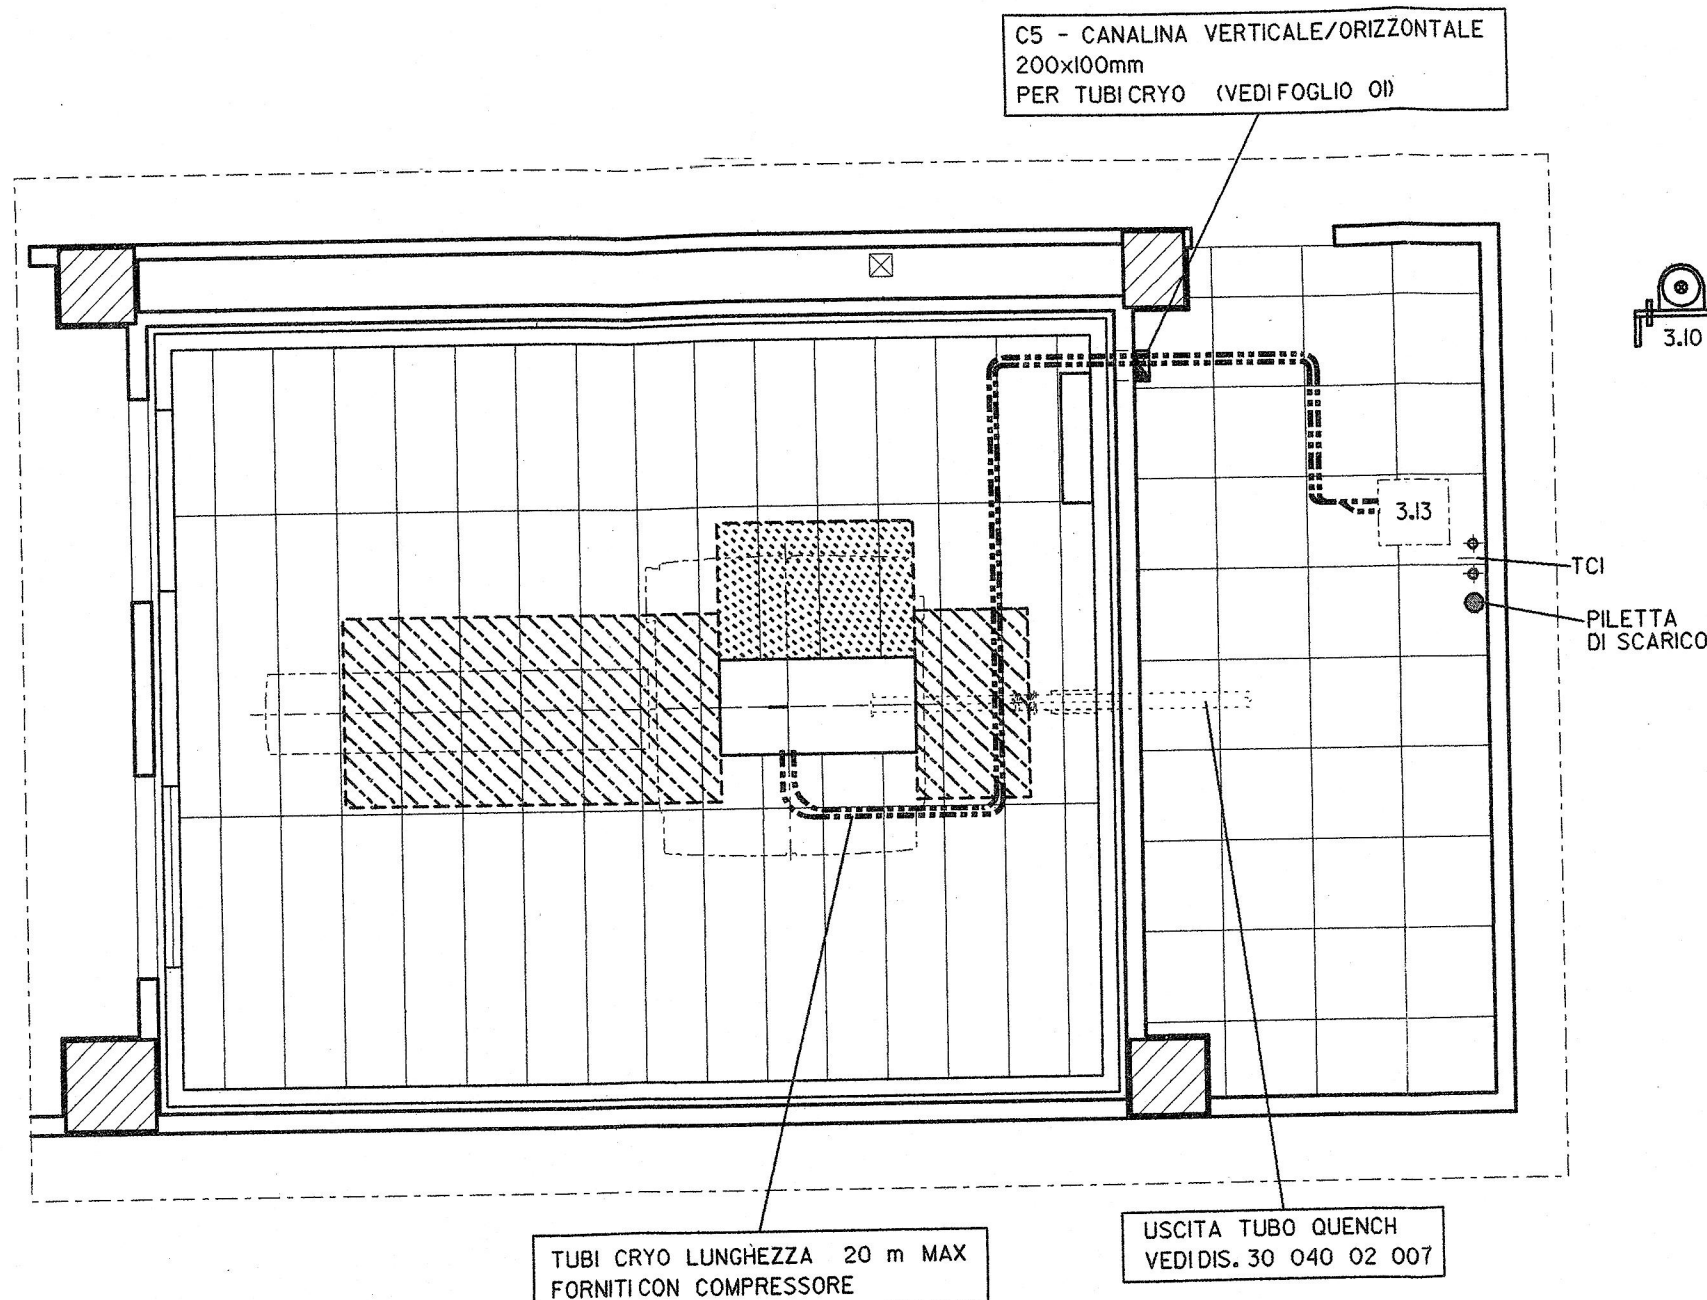 C5 - CANALINA VERTICALE/ORIZZONTALE
200x100mm
PER TUBI CRYO (VEDI FOGLIO 01)
3.10
3.13
TC1
PILETTA
DI SCARICO
TUBI CRYO LUNGHEZZA 20 m MAX
FORNITI CON COMPRESSORE
USCITA TUBO QUENCH
VEDI DIS. 30 040 02 007